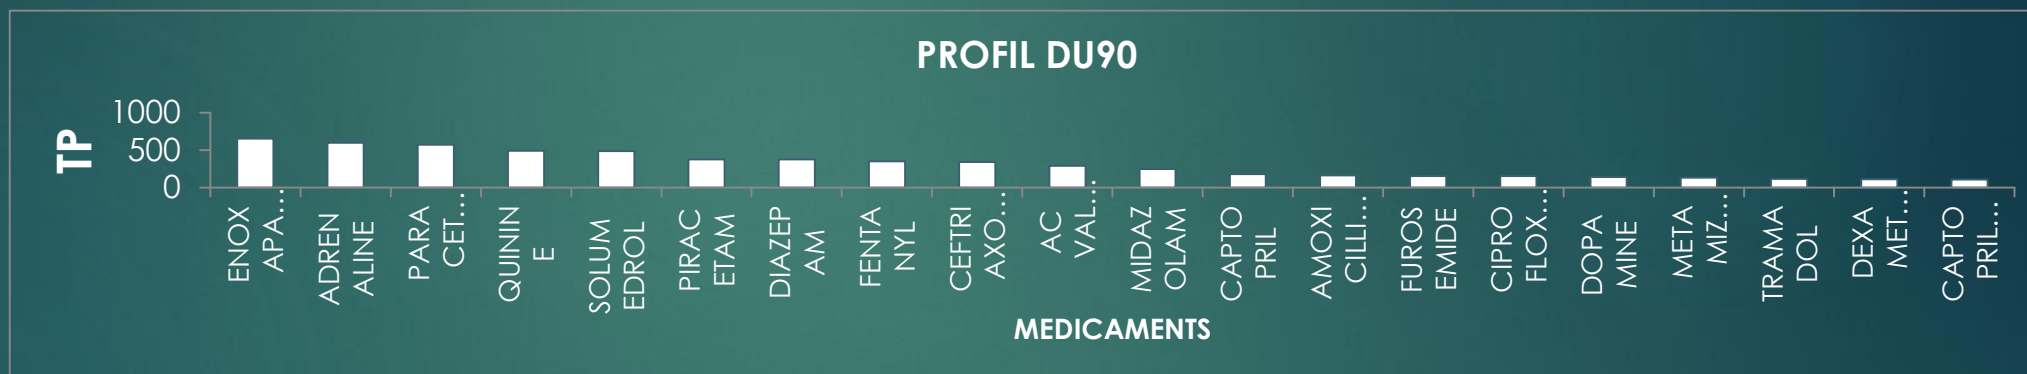 PROFIL DU90
TP
1000
500
0
ENOX
APA...
ADREN
ALINE
PARA
CET...
QUININ
E
SOLUM
EDROL
PIRAC
ETAM
DIAZEP
AM
FENTA
NYL
CEFTRI
AXO...
AC
VAL...
MIDAZ
OLAM
CAPTO
PRIL
AMOXI
CILLI...
FUROS
EMIDE
CIPRO
FLOX...
DOPA
MINE
META
MIZ...
TRAMA
DOL
DEXA
MET...
CAPTO
PRIL...
MEDICAMENTS